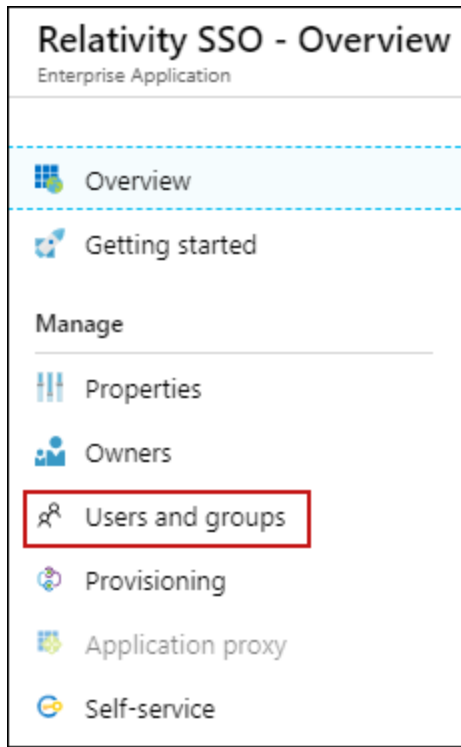 Relativity SSO - Overview
Enterprise Application
Overview
Getting started
Manage
Properties
Owners
Users and groups
Provisioning
Application proxy
Self-service